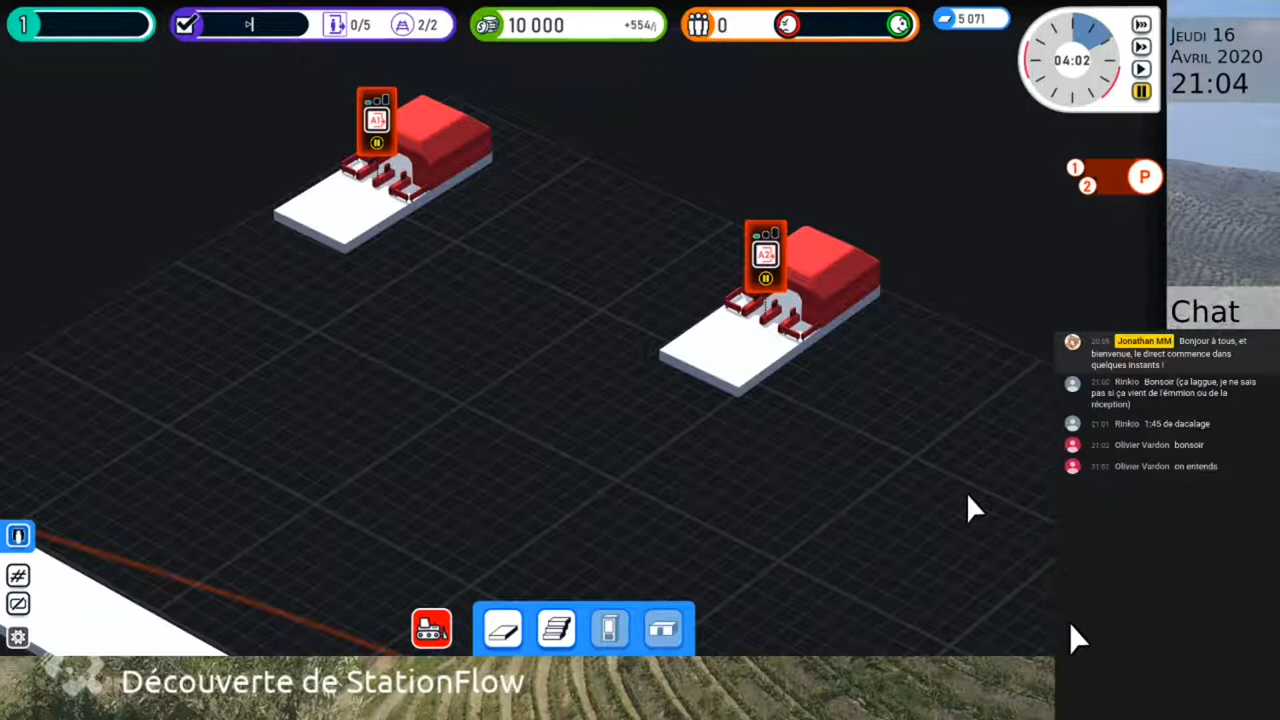 1
0/5
2/2
10 000
+554/j
0
5 071
04:02
Jeudi 16
Avril 2020
21:04
A1
A2
1
2
P
Chat
20:59 Jonathan MM Bonjour à tous, et
bienvenue, le direct commence dans
quelques instants !
21:00 Rinkio Bonsoir (ça laggue, je ne sais
pas si ça vient de l'émmion ou de la
réception)
21:01 Rinkio 1:45 de dacalage
21:02 Olivier Vardon bonsoir
21:02 Olivier Vardon on entends
Découverte de StationFlow